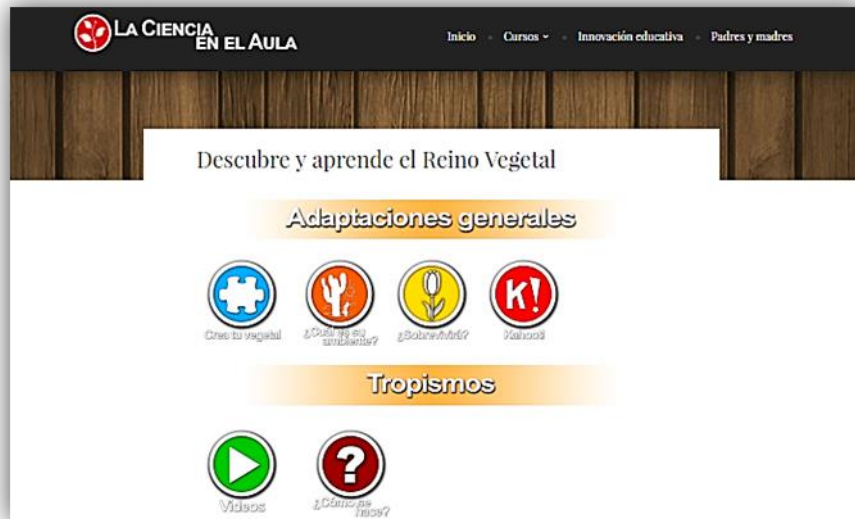 LA CIENCIA
EN EL AULA
Inicio Cursos Innovación educativa Padres y madres
Descubre y aprende el Reino Vegetal
Adaptaciones generales
K!
Crea tu vegetal ¿Cuál es su ambiente? ¿Sobrevivirá? Kahoot!
Tropismos
?
Videos ¿Cómo se hace?